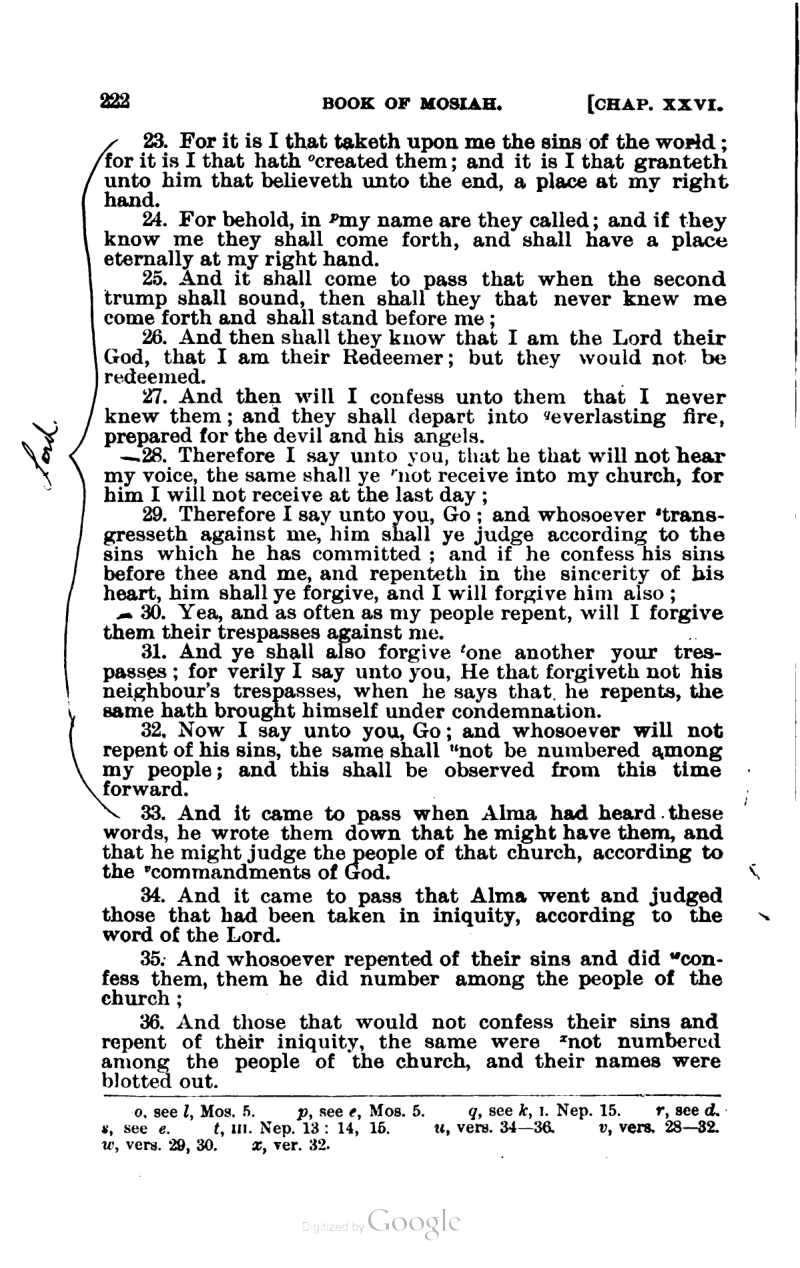 222 BOOK OF MOSIAH. [CHAP. XXVI.
23. For it is I that taketh upon me the sins of the world;
for it is I that hath ᵒcreated them; and it is I that granteth
unto him that believeth unto the end, a place at my right
hand.
24. For behold, in ᵖmy name are they called; and if they
know me they shall come forth, and shall have a place
eternally at my right hand.
25. And it shall come to pass that when the second
trump shall sound, then shall they that never knew me
come forth and shall stand before me;
26. And then shall they know that I am the Lord their
God, that I am their Redeemer; but they would not be
redeemed.
27. And then will I confess unto them that I never
knew them; and they shall depart into qeverlasting fire,
prepared for the devil and his angels.
Lord.
—28. Therefore I say unto you, that he that will not hear
my voice, the same shall ye ʳnot receive into my church, for
him I will not receive at the last day;
29. Therefore I say unto you, Go; and whosoever ˢtrans-
gresseth against me, him shall ye judge according to the
sins which he has committed; and if he confess his sins
before thee and me, and repenteth in the sincerity of his
heart, him shall ye forgive, and I will forgive him also;
— 30. Yea, and as often as my people repent, will I forgive
them their trespasses against me.
31. And ye shall also forgive ᵗone another your tres-
passes; for verily I say unto you, He that forgiveth not his
neighbour's trespasses, when he says that he repents, the
same hath brought himself under condemnation.
32. Now I say unto you, Go; and whosoever will not
repent of his sins, the same shall ᵘnot be numbered among
my people; and this shall be observed from this time
forward.
33. And it came to pass when Alma had heard these
words, he wrote them down that he might have them, and
that he might judge the people of that church, according to
the ᵛcommandments of God.
34. And it came to pass that Alma went and judged
those that had been taken in iniquity, according to the
word of the Lord.
35. And whosoever repented of their sins and did ʷcon-
fess them, them he did number among the people of the
church;
36. And those that would not confess their sins and
repent of their iniquity, the same were ˣnot numbered
among the people of the church, and their names were
blotted out.
o, see l, Mos. 5. p, see e, Mos. 5. q, see k, I. Nep. 15. r, see d.
s, see e. t, III. Nep. 13: 14, 15. u, vers. 34—36. v, vers. 28—32.
w, vers. 29, 30. x, ver. 32.
Digitized by Google